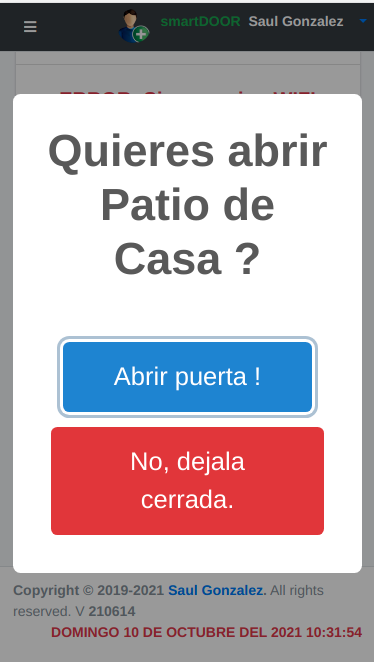 smartDOOR Saul Gonzalez
Quieres abrir
Patio de
Casa ?
Abrir puerta !
No, dejala
cerrada.
Copyright © 2019-2021 Saul Gonzalez. All rights
reserved. V 210614
DOMINGO 10 DE OCTUBRE DEL 2021 10:31:54